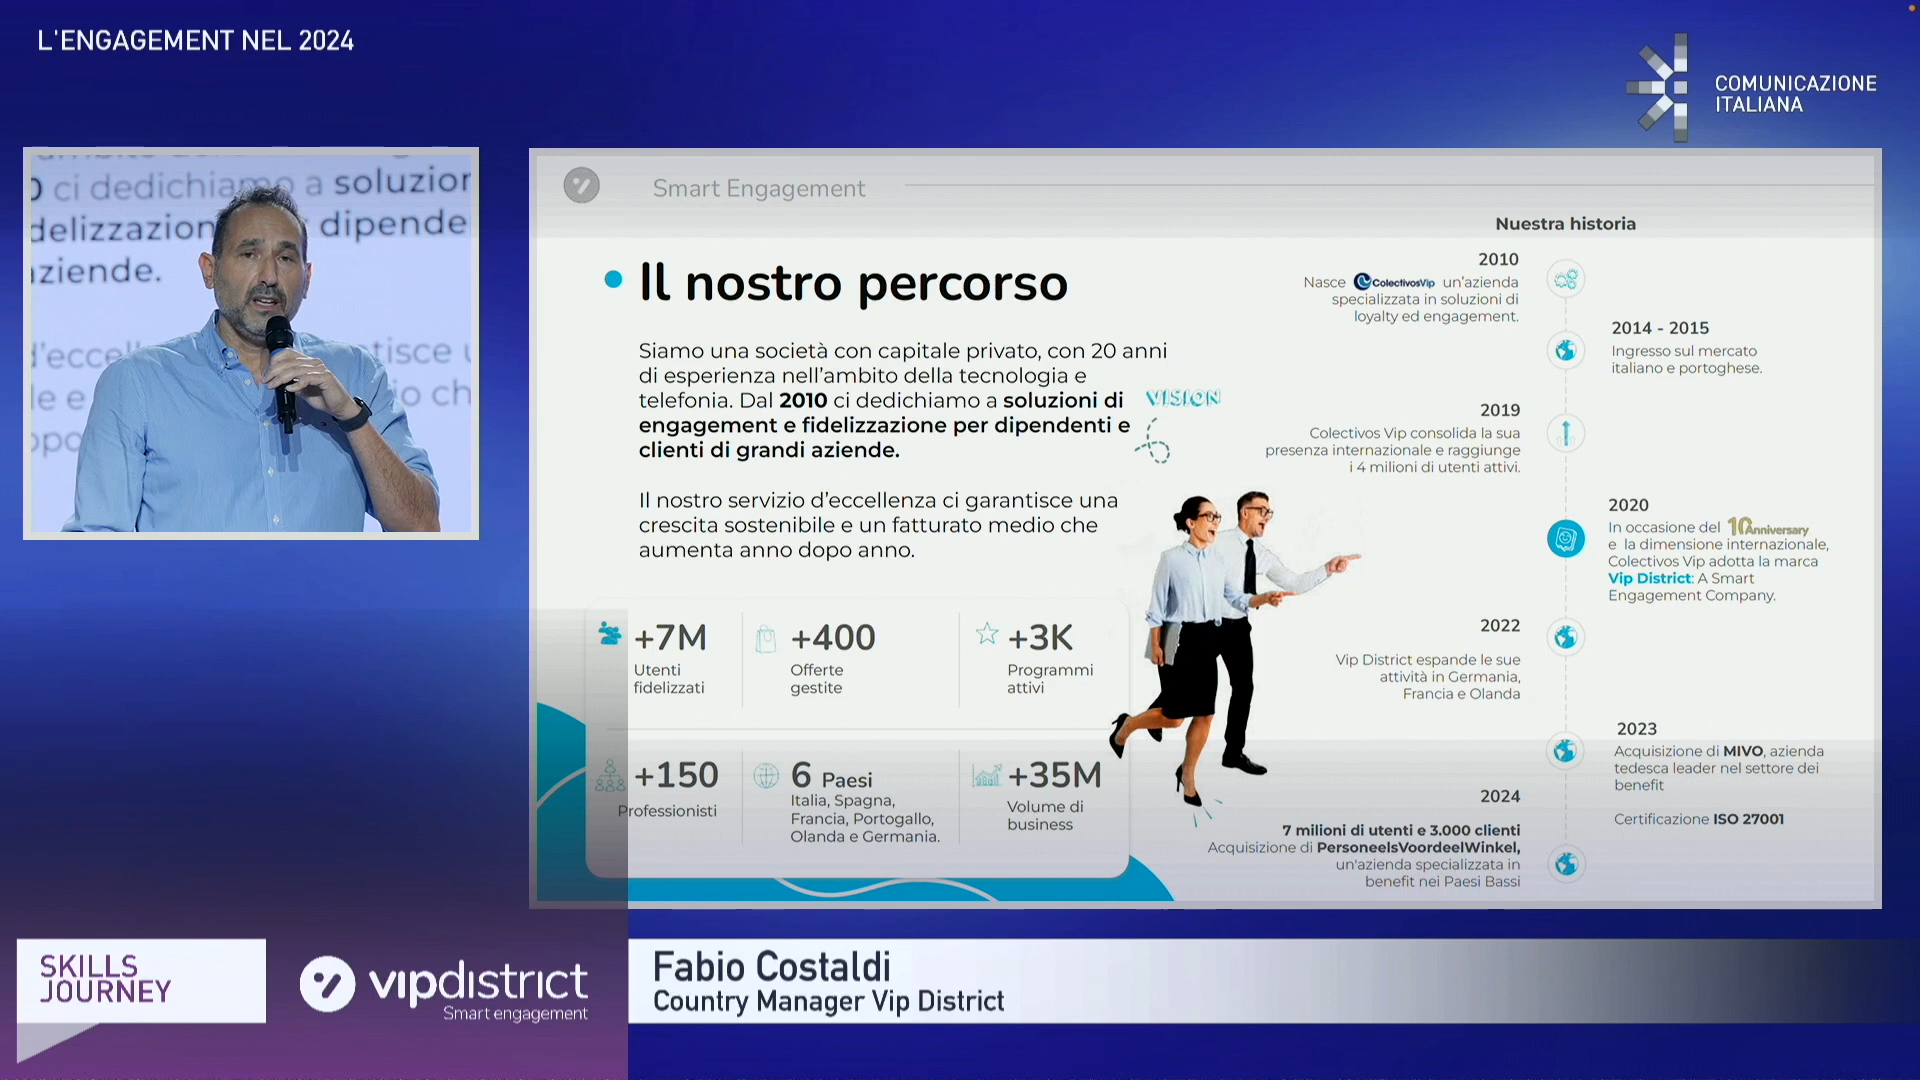 L'ENGAGEMENT NEL 2024
COMUNICAZIONE
ITALIANA
ci dedichiamo a soluzion
delizzazion
dipende
aziende.
d'eccel
tisce
le e
io ch
opo
Smart Engagement
Il nostro percorso
Siamo una società con capitale privato, con 20 anni
di esperienza nell'ambito della tecnologia e
telefonia. Dal 2010 ci dedichiamo a soluzioni di
engagement e fidelizzazione per dipendenti e
clienti di grandi aziende.
Il nostro servizio d'eccellenza ci garantisce una
crescita sostenibile e un fatturato medio che
aumenta anno dopo anno.
VISION
+7M
Utenti
fidelizzati
+400
Offerte
gestite
+3K
Programmi
attivi
+150
Professionisti
6 Paesi
Italia, Spagna,
Francia, Portogallo,
Olanda e Germania.
+35M
Volume di
business
Nuestra historia
2010
Nasce ColectivosVip un'azienda
specializzata in soluzioni di
loyalty ed engagement.
2014 - 2015
Ingresso sul mercato
italiano e portoghese.
2019
Colectivos Vip consolida la sua
presenza internazionale e raggiunge
i 4 milioni di utenti attivi.
2020
In occasione del 10 Anniversary
e la dimensione internazionale,
Colectivos Vip adotta la marca
Vip District: A Smart
Engagement Company.
2022
Vip District espande le sue
attività in Germania,
Francia e Olanda
2023
Acquisizione di MIVO, azienda
tedesca leader nel settore dei
benefit
Certificazione ISO 27001
2024
7 milioni di utenti e 3.000 clienti
Acquisizione di PersoneelsVoordeelWinkel,
un'azienda specializzata in
benefit nei Paesi Bassi
SKILLS
JOURNEY
vipdistrict
Smart engagement
Fabio Costaldi
Country Manager Vip District